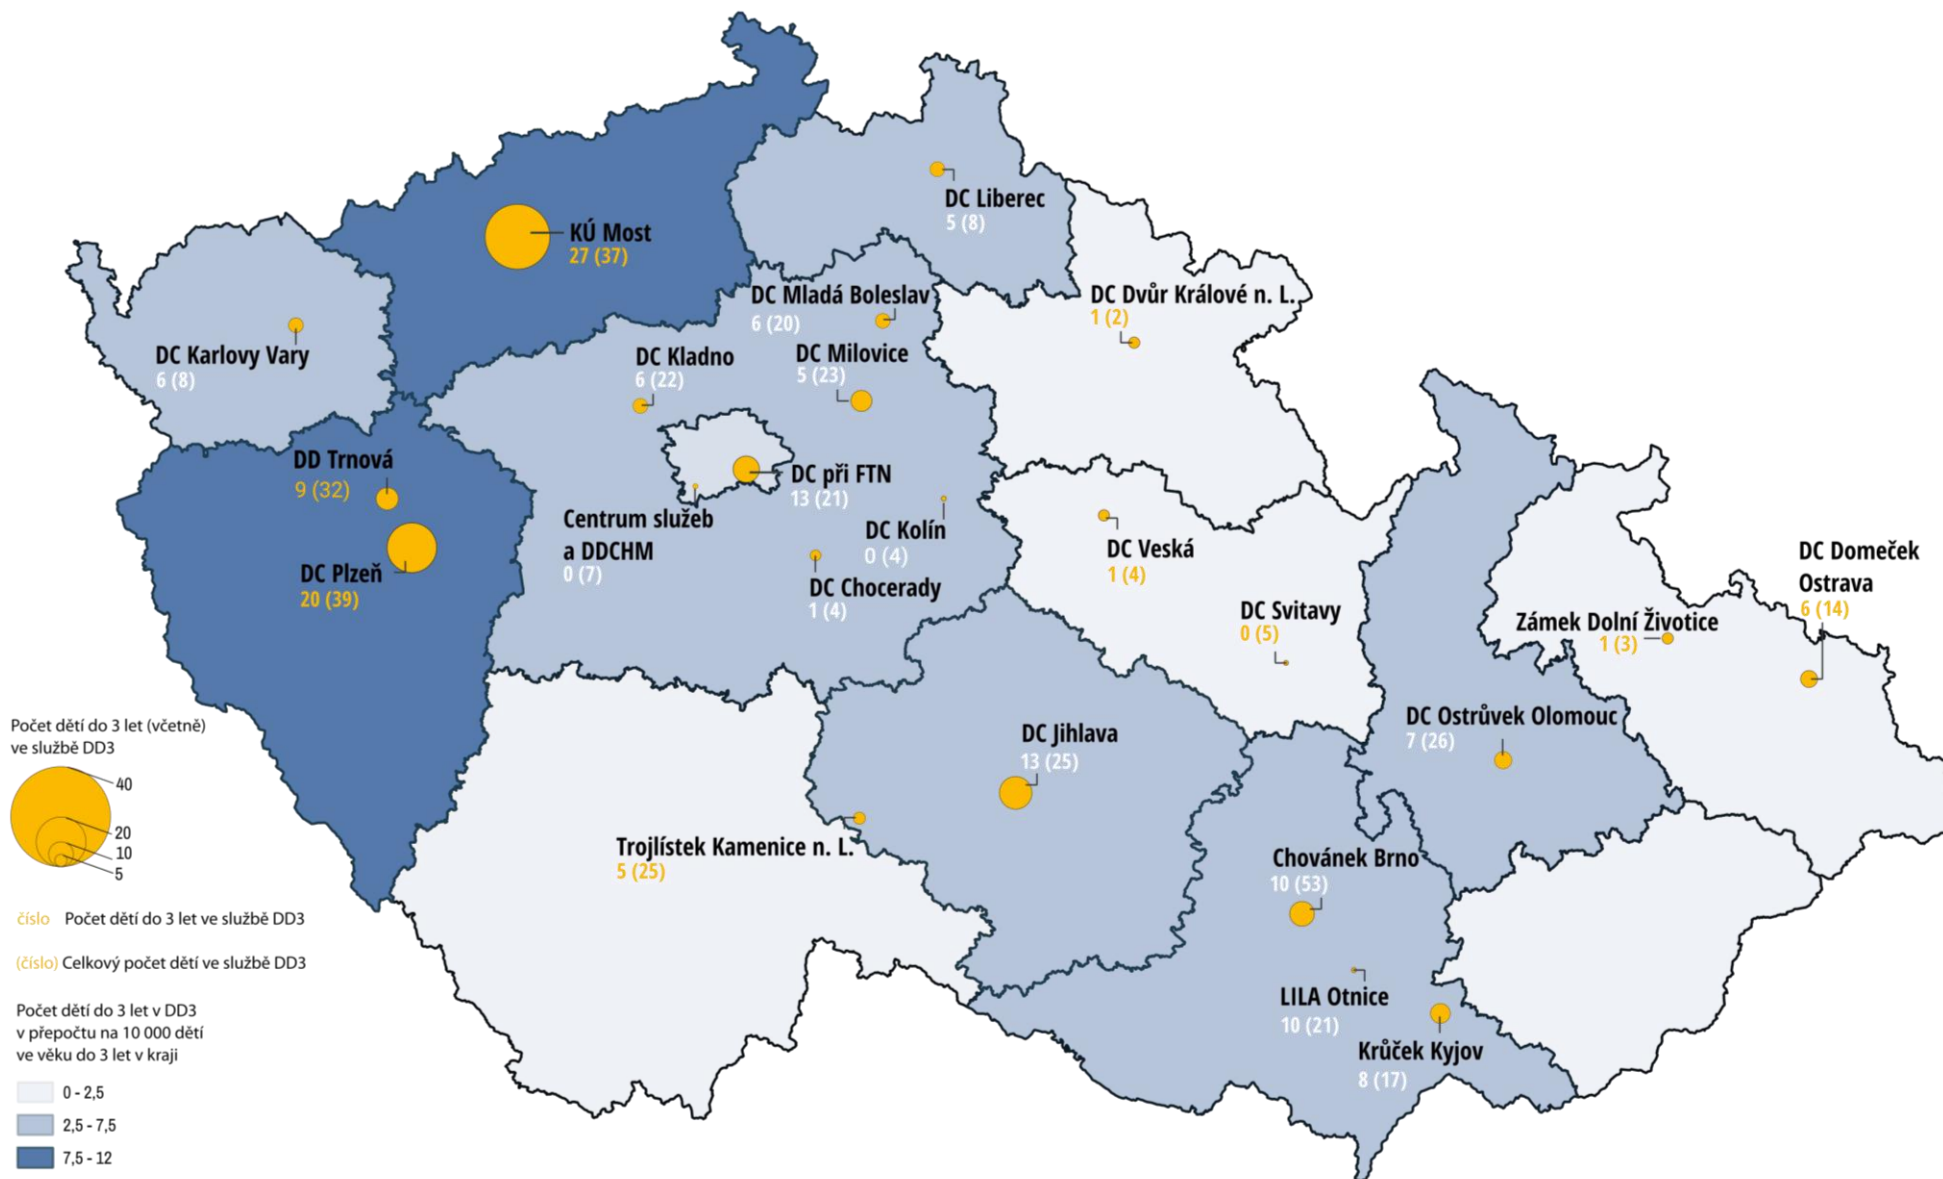 DC Liberec
5 (8)
KÚ Most
27 (37)
DC Mladá Boleslav
6 (20)
DC Dvůr Králové n. L.
1 (2)
DC Karlovy Vary
6 (8)
DC Kladno
6 (22)
DC Milovice
5 (23)
DD Trnová
9 (32)
DC při FTN
13 (21)
Centrum služeb
a DDCHM
0 (7)
DC Kolín
0 (4)
DC Chocerady
1 (4)
DC Plzeň
20 (39)
DC Veská
1 (4)
DC Svitavy
0 (5)
DC Domeček
Ostrava
6 (14)
Zámek Dolní Životice
1 (3)
DC Ostrůvek Olomouc
7 (26)
DC Jihlava
13 (25)
Trojlístek Kamenice n. L.
5 (25)
Chovánek Brno
10 (53)
LILA Otnice
10 (21)
Krůček Kyjov
8 (17)
Počet dětí do 3 let (včetně)
ve službě DD3
40
20
10
5
číslo Počet dětí do 3 let ve službě DD3
(číslo) Celkový počet dětí ve službě DD3
Počet dětí do 3 let v DD3
v přepočtu na 10 000 dětí
ve věku do 3 let v kraji
0 - 2,5
2,5 - 7,5
7,5 - 12